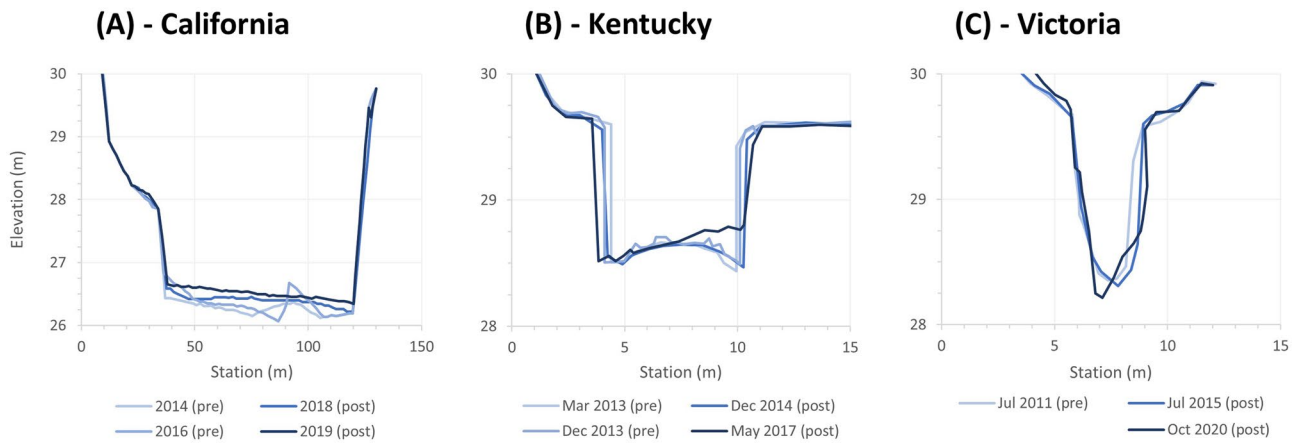 (A) - California
(B) - Kentucky
(C) - Victoria
Elevation (m)
30
29
28
27
26
0
50
100
150
Station (m)
2014 (pre)
2018 (post)
2016 (pre)
2019 (post)
30
29
28
0
5
10
15
Station (m)
Mar 2013 (pre)
Dec 2014 (post)
Dec 2013 (pre)
May 2017 (post)
30
29
28
0
5
10
15
Station (m)
Jul 2011 (pre)
Jul 2015 (post)
Oct 2020 (post)